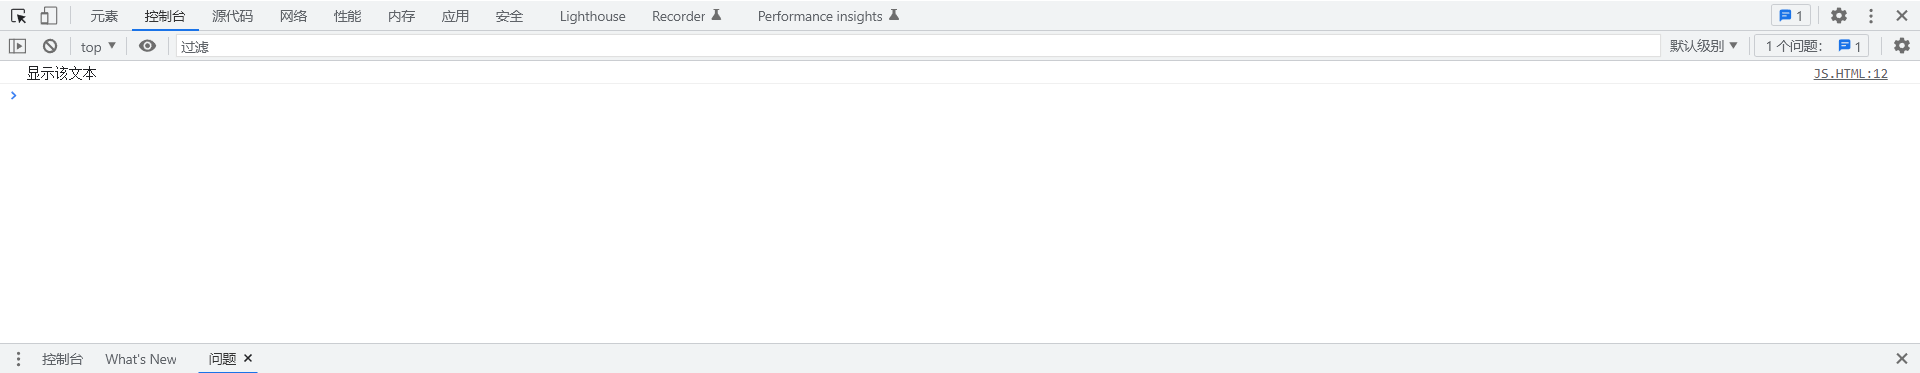 元素 控制台 源代码 网络 性能 内存 应用 安全 Lighthouse Recorder Performance insights 1
top 过滤 默认级别 1 个问题: 1
显示该文本 JS.HTML:12
控制台 What's New 问题